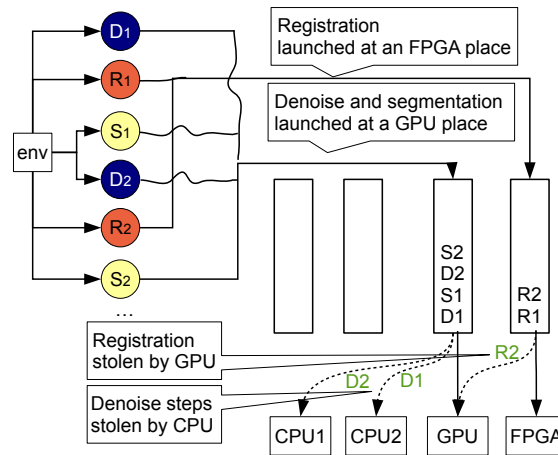 D1
Registration
launched at an FPGA place
R1
Denoise and segmentation
launched at a GPU place
S1
env
D2
R2
S2
...
S2
D2
S1
D1
R2
R1
Registration
stolen by GPU
R2
D2
D1
Denoise steps
stolen by CPU
CPU1
CPU2
GPU
FPGA